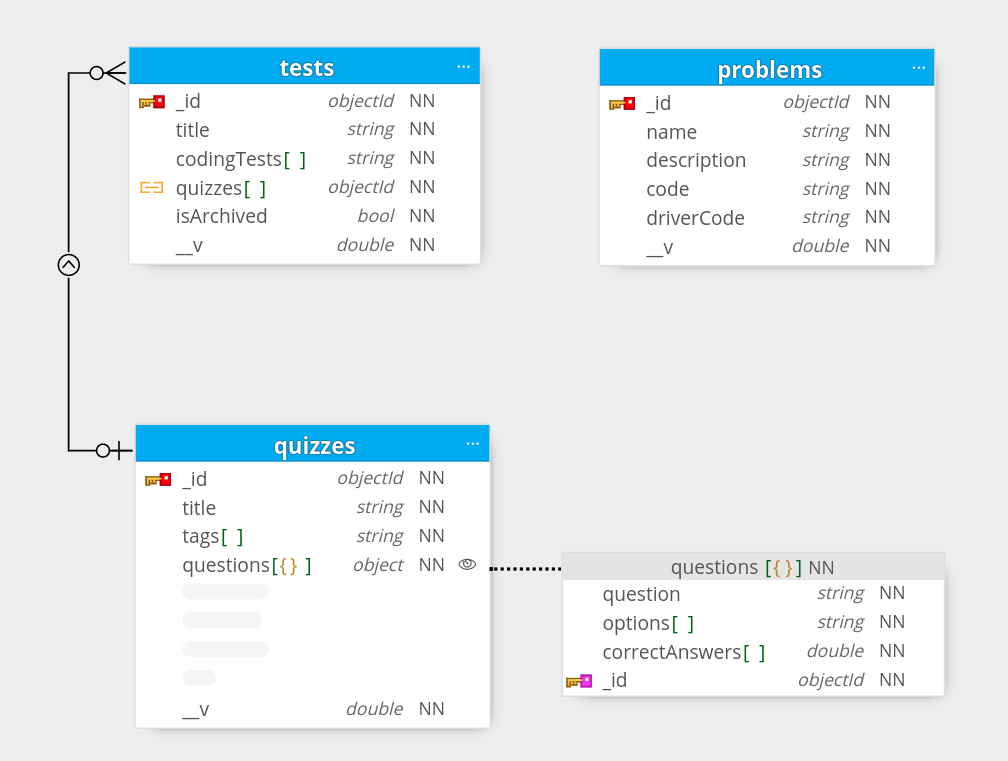 tests ...
_id objectId NN
title string NN
codingTests[ ] string NN
quizzes[ ] objectId NN
isArchived bool NN
__v double NN
problems ...
_id objectId NN
name string NN
description string NN
code string NN
driverCode string NN
__v double NN
quizzes ...
_id objectId NN
title string NN
tags[ ] string NN
questions[{} ] object NN
__v double NN
questions [{ }] NN
question string NN
options[ ] string NN
correctAnswers[ ] double NN
_id objectId NN